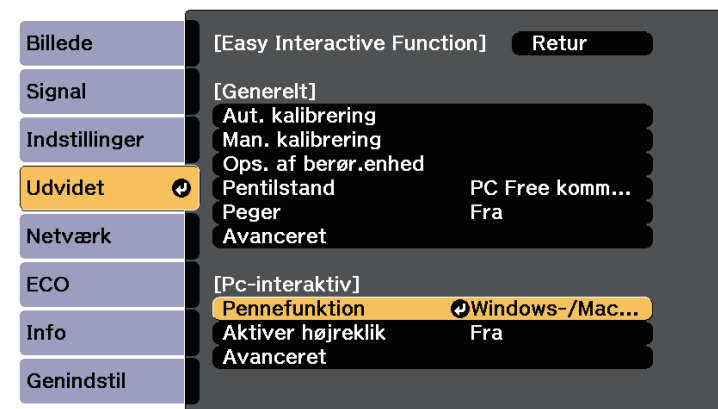 Billede
Signal
Indstillinger
Udvidet
Netværk
ECO
Info
Genindstil
[Easy Interactive Function] Retur
[Generelt]
Aut. kalibrering
Man. kalibrering
Ops. af berør.enhed
Pentilstand PC Free komm...
Peger Fra
Avanceret
[Pc-interaktiv]
Pennefunktion Windows-/Mac...
Aktiver højreklik Fra
Avanceret